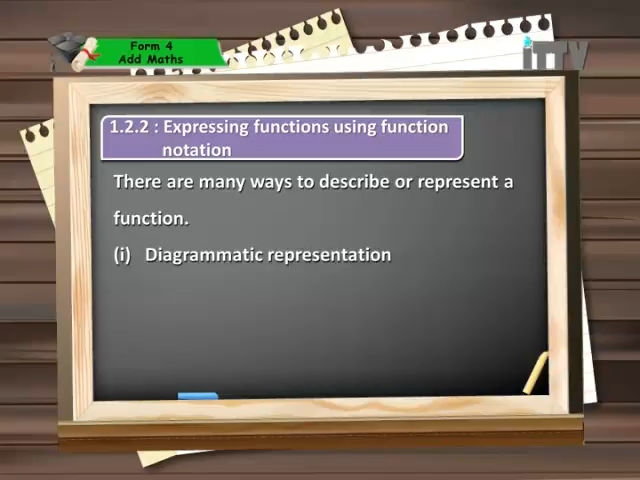 Form 4
Add Maths
iTTV
1.2.2 : Expressing functions using function
notation
There are many ways to describe or represent a
function.
(i) Diagrammatic representation